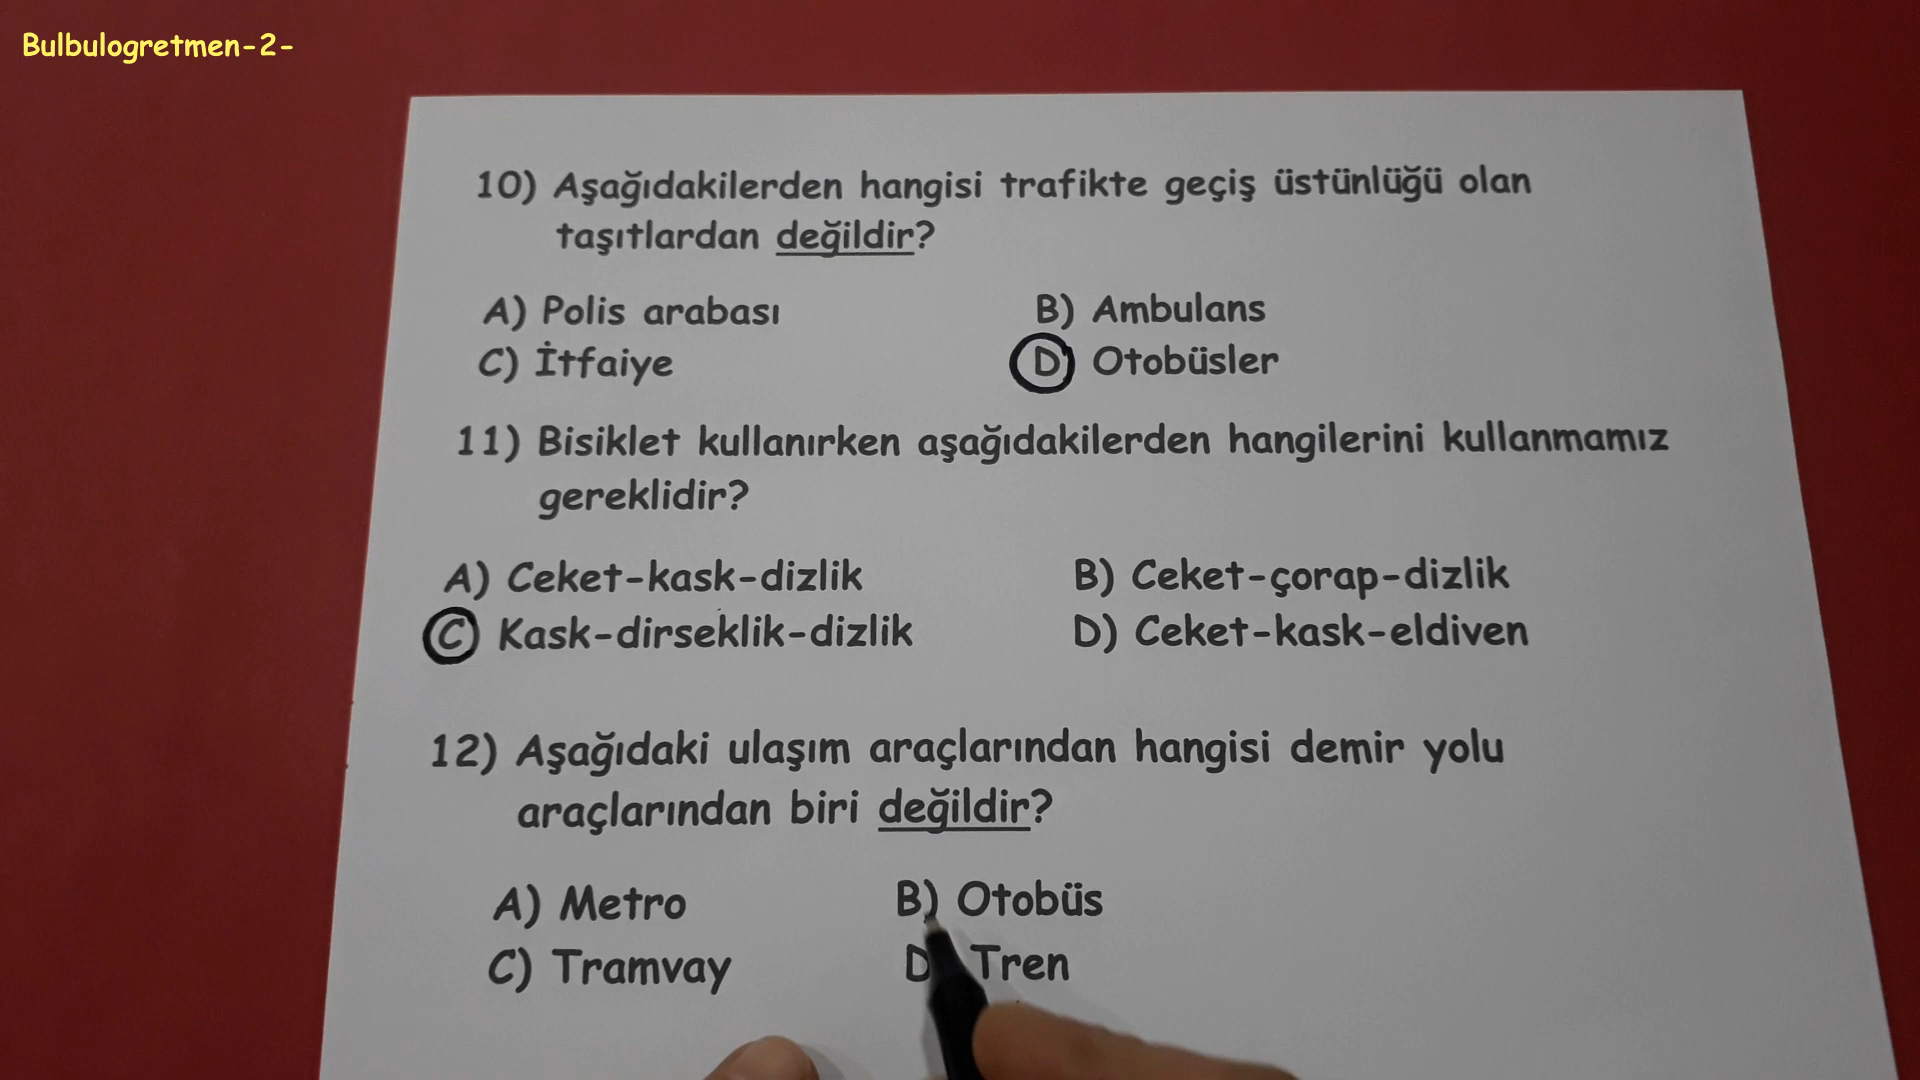 Bulbulogretmen-2-
10) Aşağıdakilerden hangisi trafikte geçiş üstünlüğü olan
taşıtlardan değildir?
A) Polis arabası B) Ambulans
C) İtfaiye D) Otobüsler
11) Bisiklet kullanırken aşağıdakilerden hangilerini kullanmamız
gereklidir?
A) Ceket-kask-dizlik B) Ceket-çorap-dizlik
C) Kask-dirseklik-dizlik D) Ceket-kask-eldiven
12) Aşağıdaki ulaşım araçlarından hangisi demir yolu
araçlarından biri değildir?
A) Metro B) Otobüs
C) Tramvay D) Tren